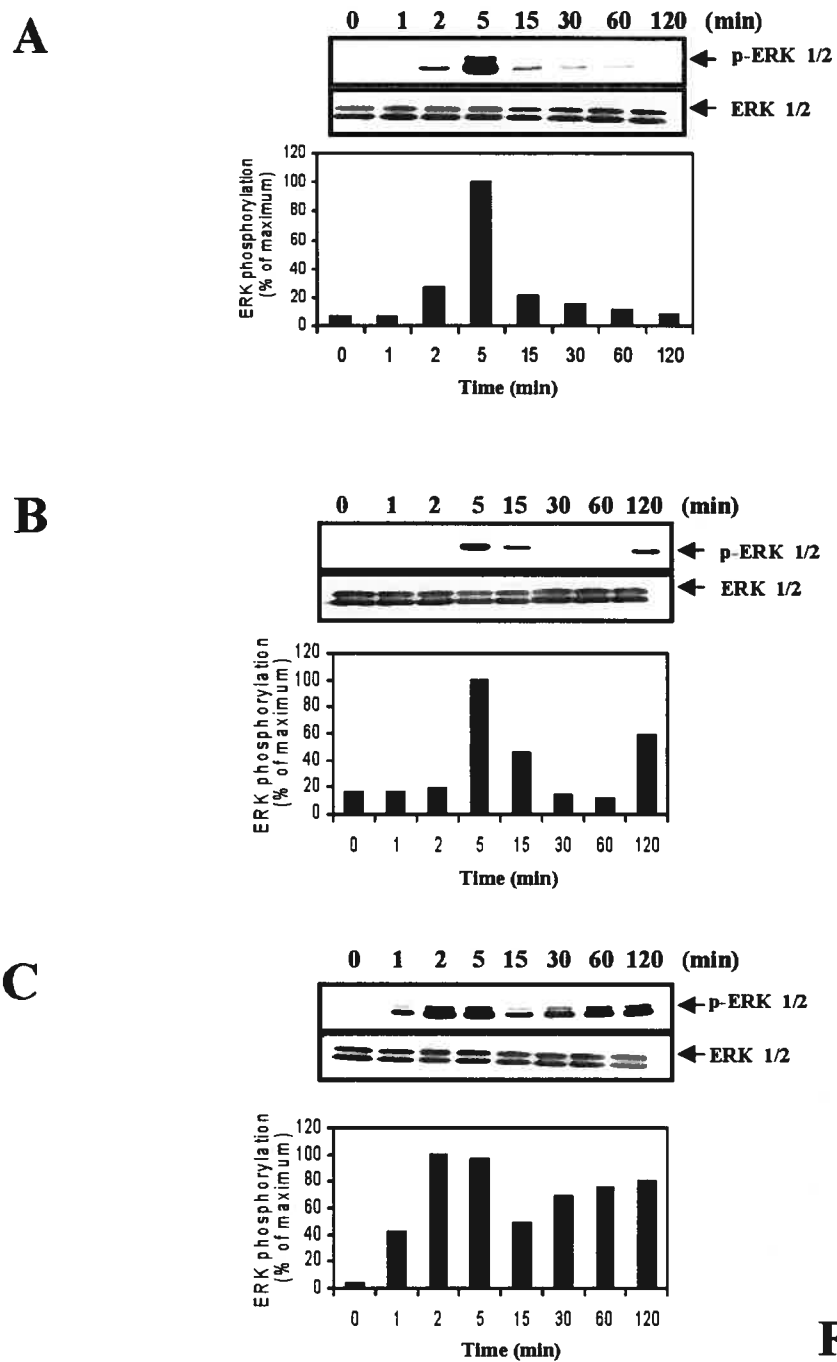 A
0 1 2 5 15 30 60 120 (min)
p-ERK 1/2
ERK 1/2
ERK phosphorylation
(% of maximum)
120
100
80
60
40
20
0
0 1 2 5 15 30 60 120
Time (min)
B
0 1 2 5 15 30 60 120 (min)
p-ERK 1/2
ERK 1/2
ERK phosphorylation
(% of maximum)
120
100
80
60
40
20
0
0 1 2 5 15 30 60 120
Time (min)
C
0 1 2 5 15 30 60 120 (min)
p-ERK 1/2
ERK 1/2
ERK phosphorylation
(% of maximum)
120
100
80
60
40
20
0
0 1 2 5 15 30 60 120
Time (min)